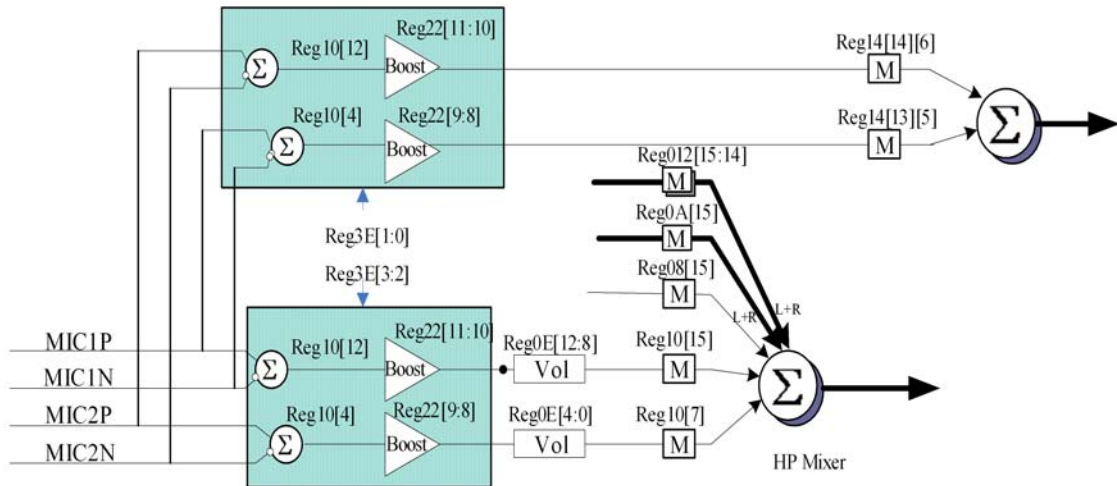 Reg22[11:10]
Reg10[12]
Σ
Boost
Reg14[14][6]
M
Reg10[4]
Reg22[9:8]
Σ
Boost
Reg14[13][5]
M
Σ
Reg012[15:14]
M
Reg3E[1:0]
Reg0A[15]
M
Reg3E[3:2]
Reg08[15]
M
L+R
L+R
MIC1P
MIC1N
MIC2P
MIC2N
Reg22[11:10]
Reg10[12]
Σ
Boost
Reg0E[12:8]
Vol
Reg10[15]
M
Reg10[4]
Reg22[9:8]
Σ
Boost
Reg0E[4:0]
Vol
Reg10[7]
M
Σ
HP Mixer